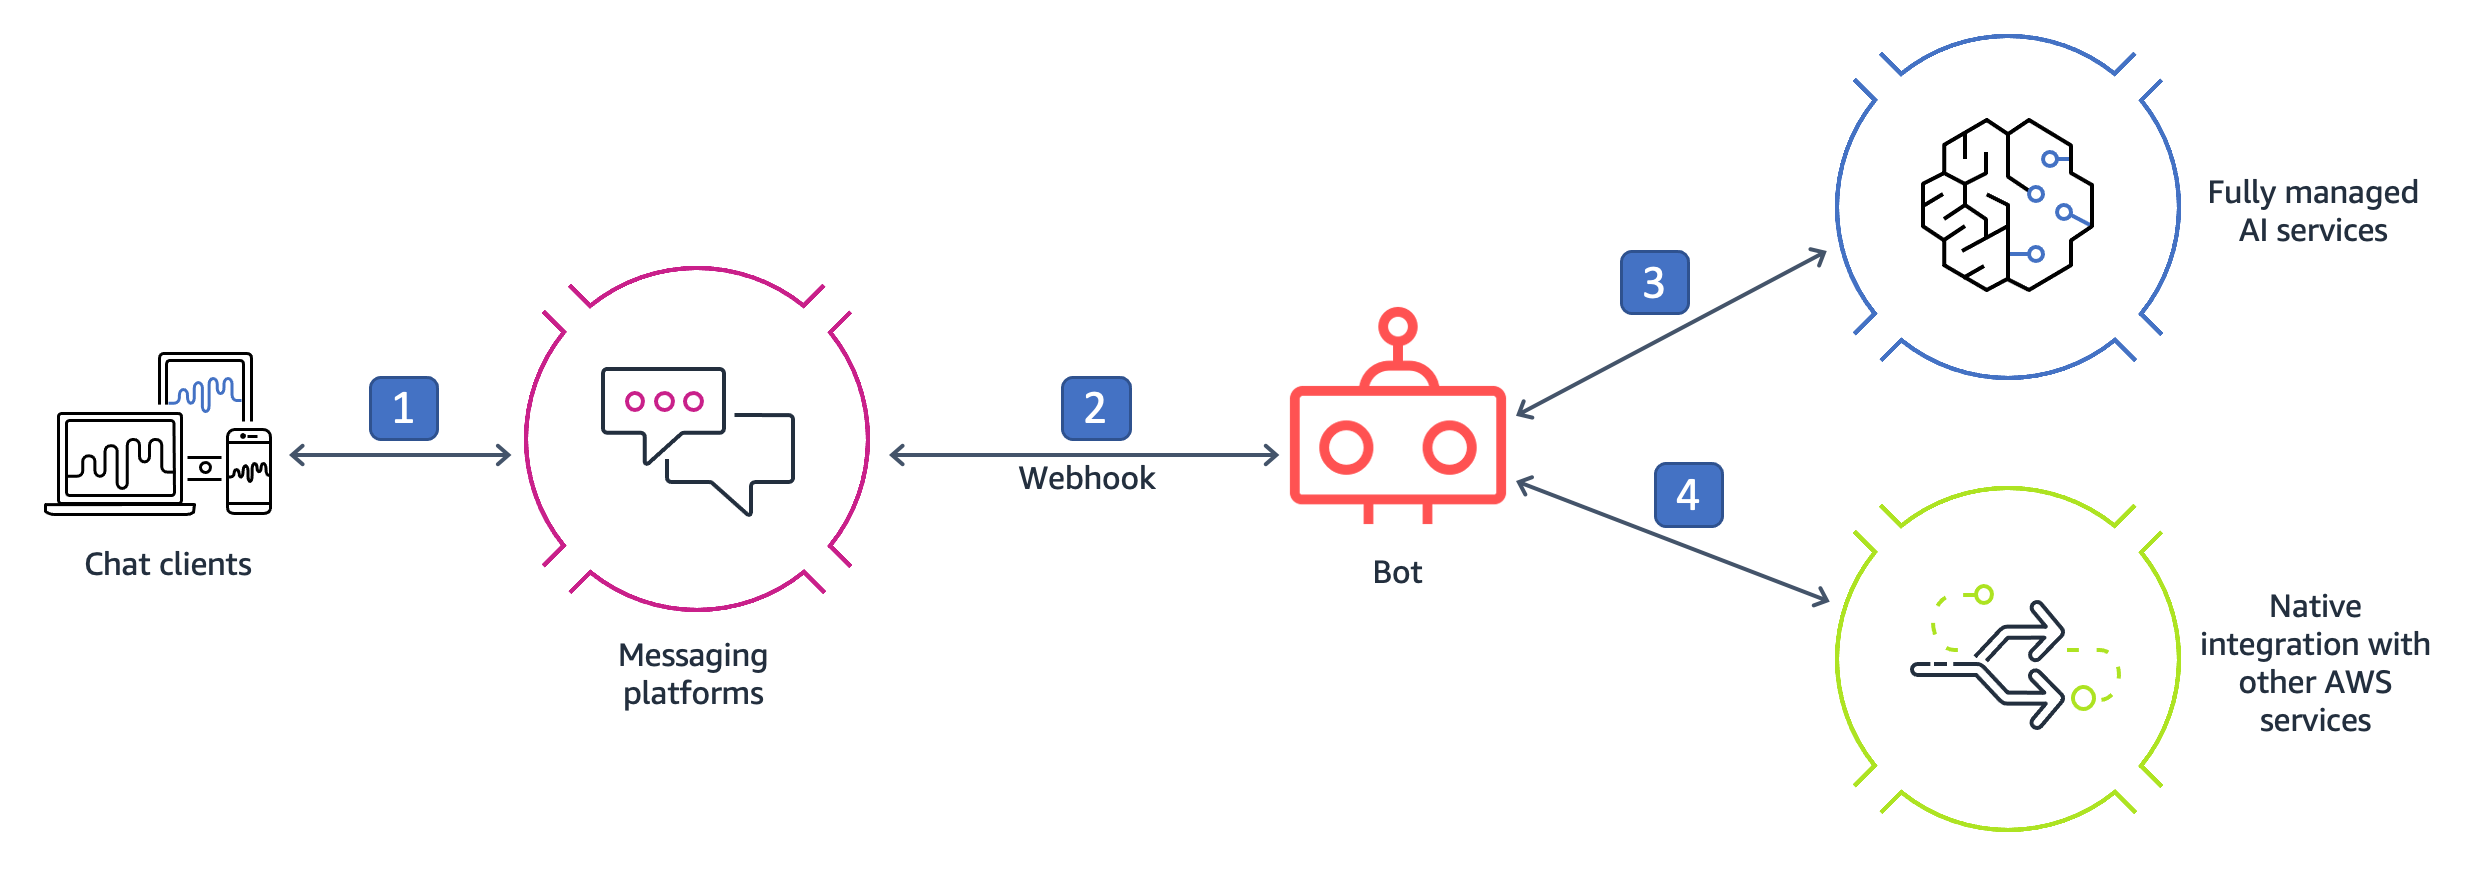 1
Chat clients
Messaging
platforms
2
Webhook
Bot
3
Fully managed
AI services
4
Native
integration with
other AWS
services